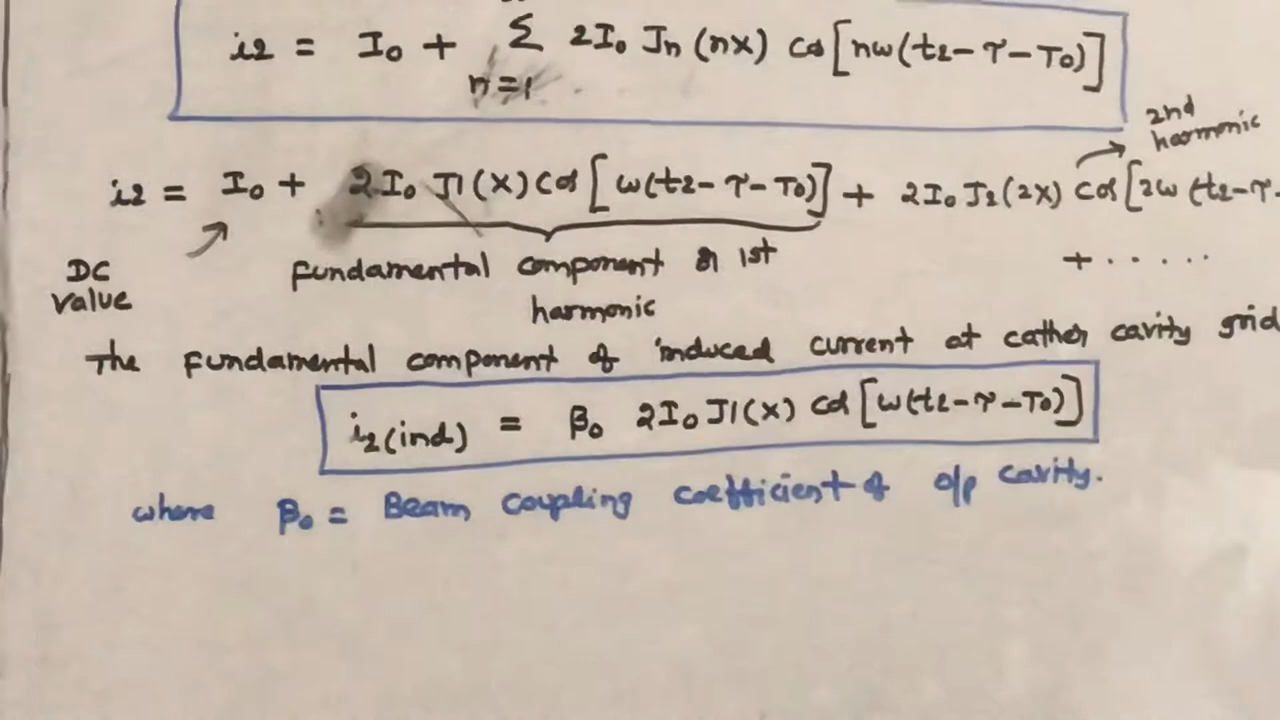 i2 = I0 + Σ 2I0 Jn (nx) cos [nω(t2 - τ - T0)]
n=1
2nd
harmonic
i2 = I0 + 2I0 J1(x) cos [ω(t2 - τ - T0)] + 2I0 J2(2x) cos [2ω (t2 - τ -
DC
value
fundamental component or 1st
harmonic
+ .....
The fundamental component of induced current at cather cavity grid
i2(ind) = β0 2I0 J1(x) cos [ω(t2 - τ - T0)]
where β0 = Beam coupling coefficient of o/p cavity.